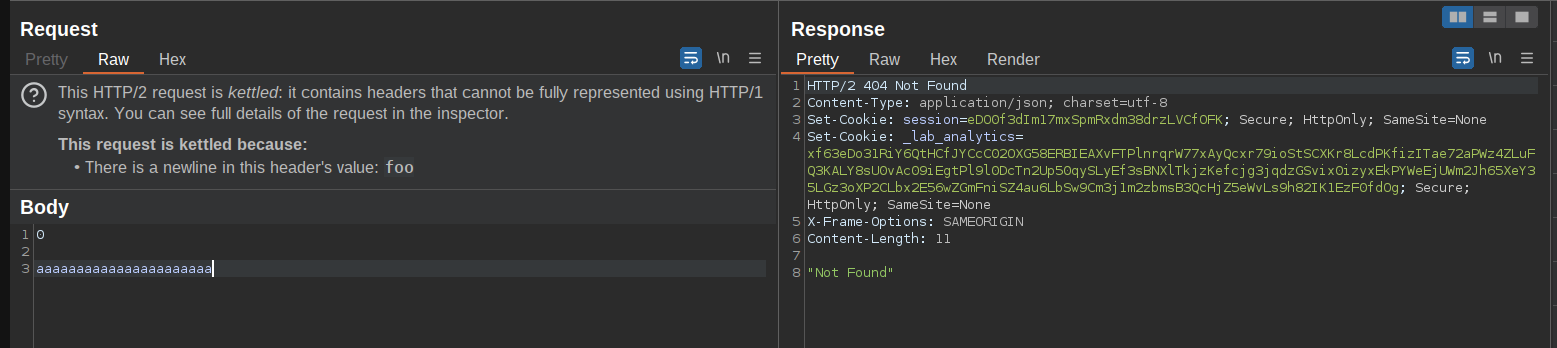 Request
Pretty Raw Hex \n
This HTTP/2 request is kettled: it contains headers that cannot be fully represented using HTTP/1
syntax. You can see full details of the request in the inspector.
This request is kettled because:
• There is a newline in this header's value: foo
Body
1 0
2
3 aaaaaaaaaaaaaaaaaaaaaa
Response
Pretty Raw Hex Render \n
1 HTTP/2 404 Not Found
2 Content-Type: application/json; charset=utf-8
3 Set-Cookie: session=eDO0f3dIm17mxSpmRxdm38drzLVCfOFK; Secure; HttpOnly; SameSite=None
4 Set-Cookie: _lab_analytics=
xf63eDo31RiY6QtHCfJYCcC02OXG58ERBIEAXvFTPlnrqrW77xAyQcxr79ioStSCXKr8LcdPKfizITae72aPWz4ZLuF
Q3KALY8sU0vAcO9iEgtPl9l0DcTn2Up5OqySLyEf3sBNXlTkjzKefcjg3jqdzGSvix0izyxEkPYWeEjUWm2Jh65XeY3
5LGz3oXP2CLbx2E56wZGmFniSZ4au6LbSw9Cm3j1m2zbmsB3QcHjZ5eWvLs9h82IK1EzFOfdOg; Secure;
HttpOnly; SameSite=None
5 X-Frame-Options: SAMEORIGIN
6 Content-Length: 11
7
8 "Not Found"